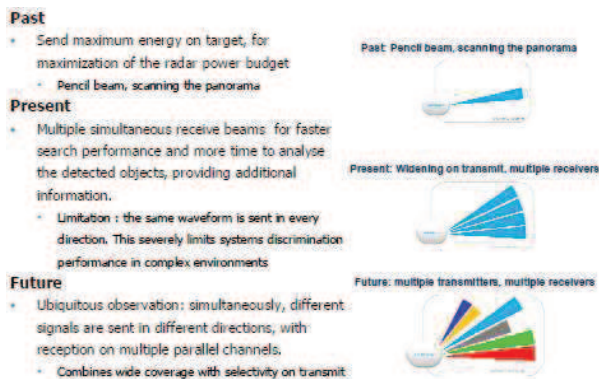 Past
• Send maximum energy on target, for
maximization of the radar power budget
• Pencil beam, scanning the panorama
Present
• Multiple simultaneous receive beams for faster
search performance and more time to analyse
the detected objects, providing additional
information.
• Limitation : the same waveform is sent in every
direction. This severely limits systems discrimination
performance in complex environments
Future
• Ubiquitous observation: simultaneously, different
signals are sent in different directions, with
reception on multiple parallel channels.
• Combines wide coverage with selectivity on transmit
Past: Pencil beam, scanning the panorama
Present: Widening on transmit, multiple receivers
Future: multiple transmitters, multiple receivers